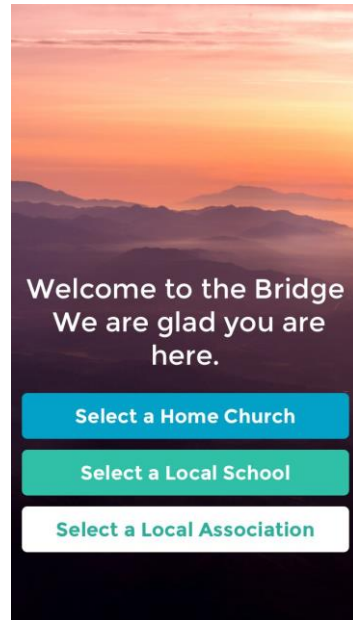 Welcome to the Bridge
We are glad you are
here.
Select a Home Church
Select a Local School
Select a Local Association